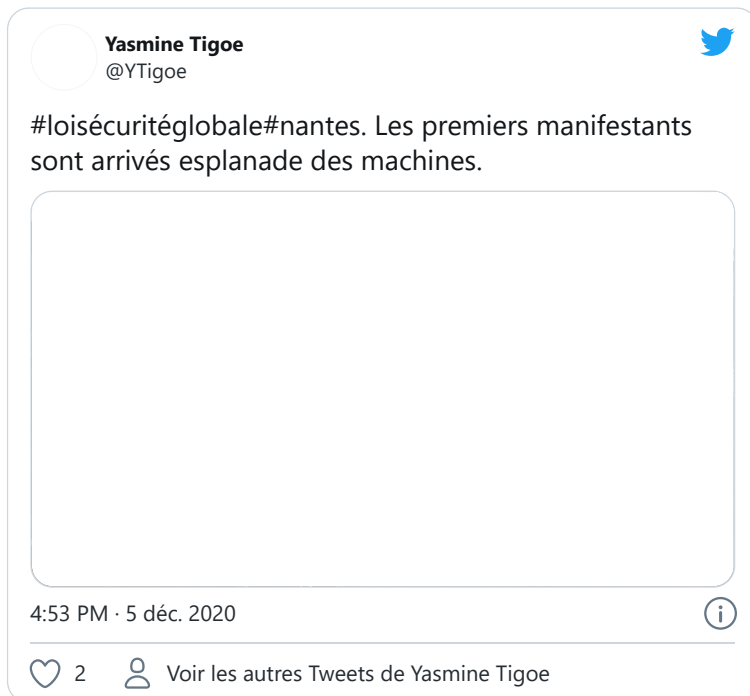 Yasmine Tigoe
@YTigoe
#loisécuritéglobale#nantes. Les premiers manifestants
sont arrivés esplanade des machines.
4:53 PM · 5 déc. 2020
2
Voir les autres Tweets de Yasmine Tigoe